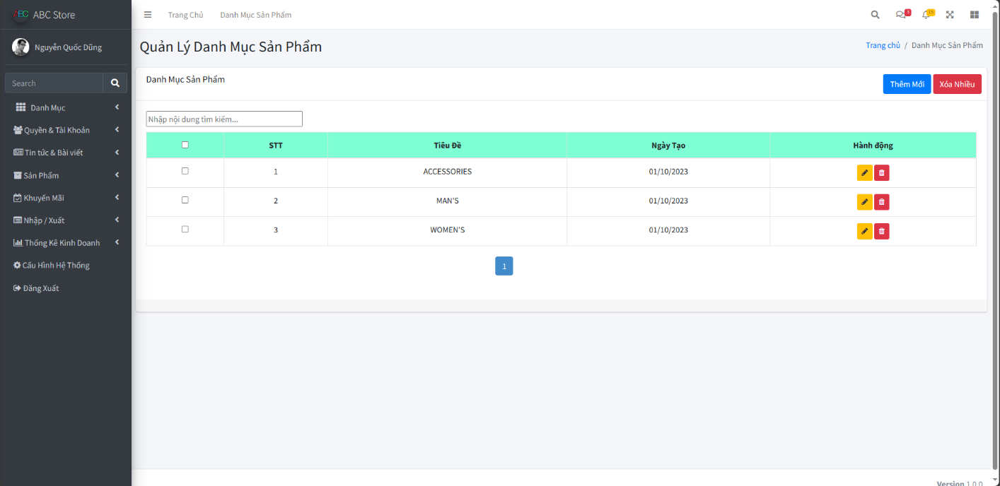 ABC ABC Store
Trang Chủ Danh Mục Sản Phẩm
3 15
Nguyễn Quốc Dũng
Quản Lý Danh Mục Sản Phẩm
Trang chủ / Danh Mục Sản Phẩm
Search
Danh Mục
Quyền & Tài Khoản
Tin tức & Bài viết
Sản Phẩm
Khuyến Mãi
Nhập / Xuất
Thống Kê Kinh Doanh
Cấu Hình Hệ Thống
Đăng Xuất
Danh Mục Sản Phẩm
Thêm Mới Xóa Nhiều
Nhập nội dung tìm kiếm...
STT Tiêu Đề Ngày Tạo Hành động
1 ACCESSORIES 01/10/2023
2 MAN'S 01/10/2023
3 WOMEN'S 01/10/2023
1
Version 1.0.0